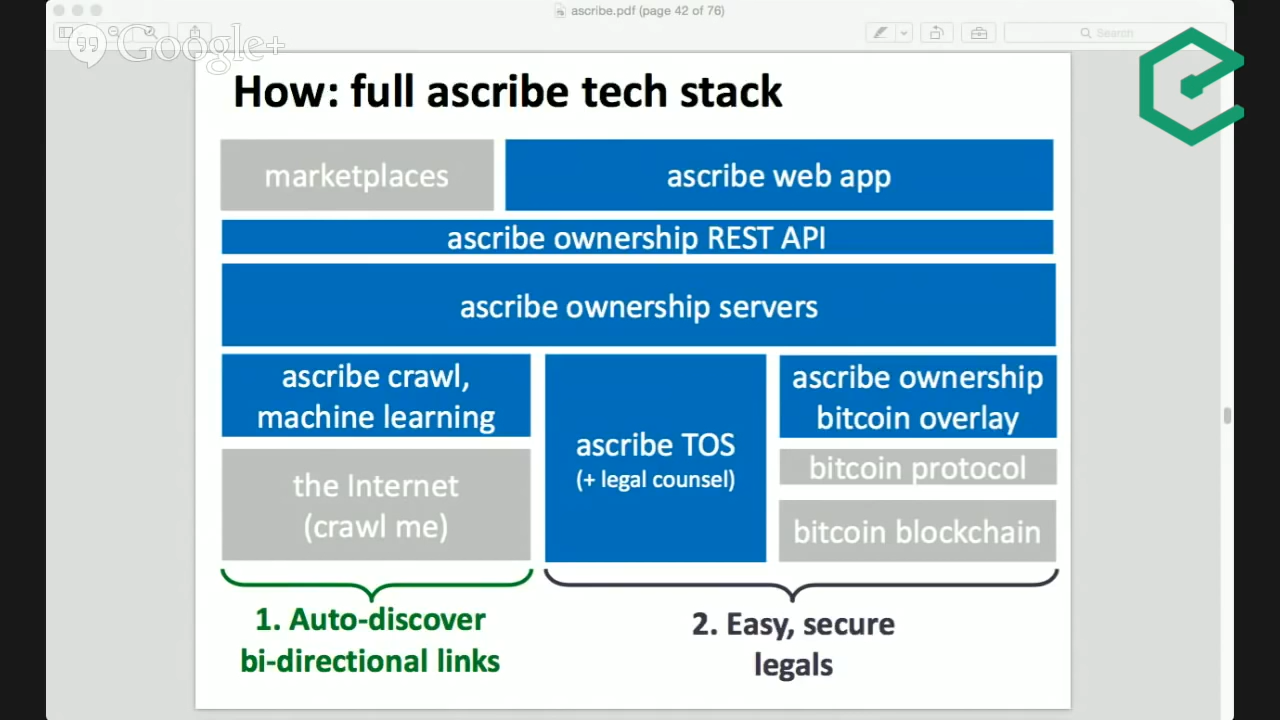 ascribe.pdf (page 42 of 76)
Google+
Search
How: full ascribe tech stack
marketplaces
ascribe web app
ascribe ownership REST API
ascribe ownership servers
ascribe crawl,
machine learning
the Internet
(crawl me)
ascribe TOS
(+ legal counsel)
ascribe ownership
bitcoin overlay
bitcoin protocol
bitcoin blockchain
1. Auto-discover
bi-directional links
2. Easy, secure
legals